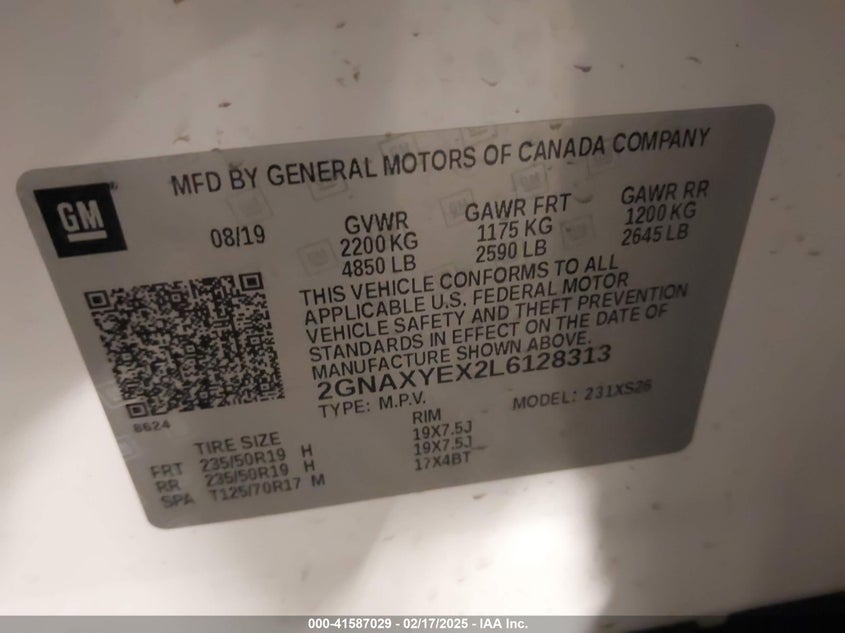 MFD BY GENERAL MOTORS OF CANADA COMPANY
GM
08/19
GVWR
2200 KG
4850 LB
GAWR FRT
1175 KG
2590 LB
GAWR RR
1200 KG
2645 LB
THIS VEHICLE CONFORMS TO ALL
APPLICABLE U.S. FEDERAL MOTOR
VEHICLE SAFETY AND THEFT PREVENTION
STANDARDS IN EFFECT ON THE DATE OF
MANUFACTURE SHOWN ABOVE.
2GNAXYEX2L6128313
TYPE: M.P.V.
MODEL: 231XS26
8624
TIRE SIZE
RIM
FRT 235/50R19 H 19X7.5J
RR 235/50R19 H 19X7.5J
SPA T125/70R17 M 17X4BT
000-41587029 - 02/17/2025 - IAA Inc.